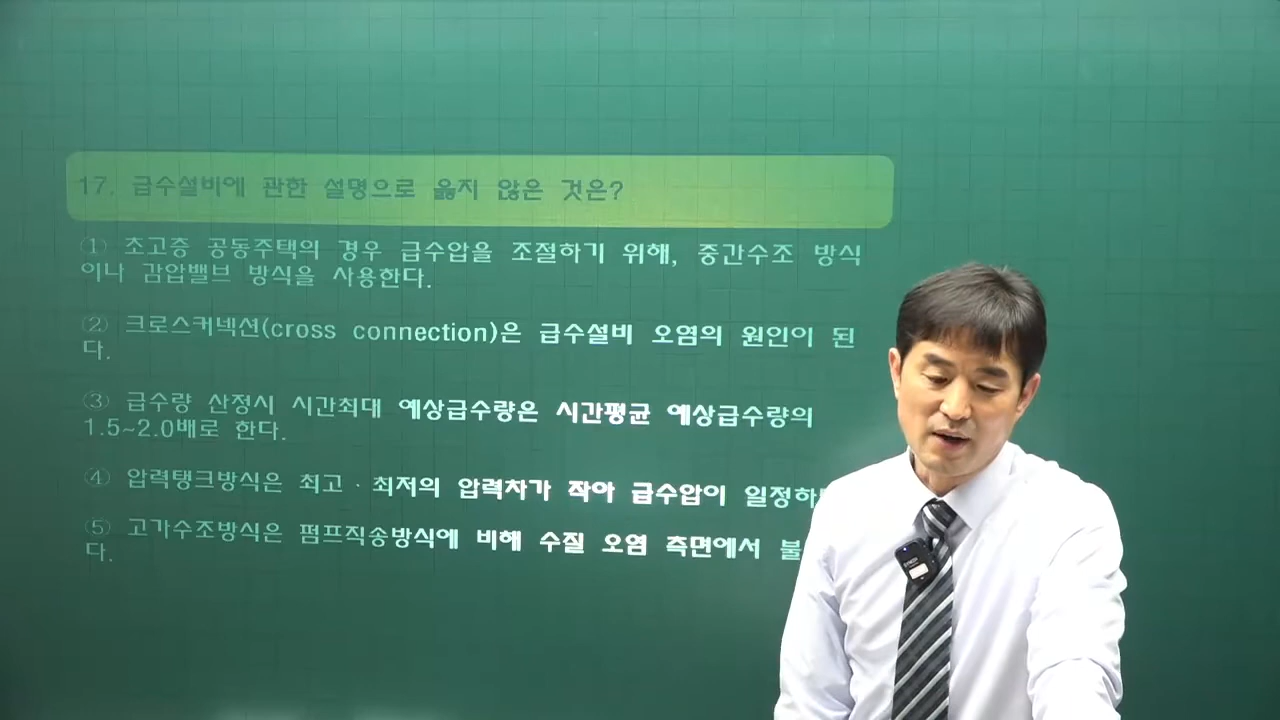 17. 급수설비에 관한 설명으로 옳지 않은 것은?
① 초고층 공동주택의 경우 급수압을 조절하기 위해, 중간수조 방식
이나 감압밸브 방식을 사용한다.
② 크로스커넥션(cross connection)은 급수설비 오염의 원인이 된
다.
③ 급수량 산정시 시간최대 예상급수량은 시간평균 예상급수량의
1.5~2.0배로 한다.
④ 압력탱크방식은 최고 · 최저의 압력차가 작아 급수압이 일정하
⑤ 고가수조방식은 펌프직송방식에 비해 수질 오염 측면에서 불
다.